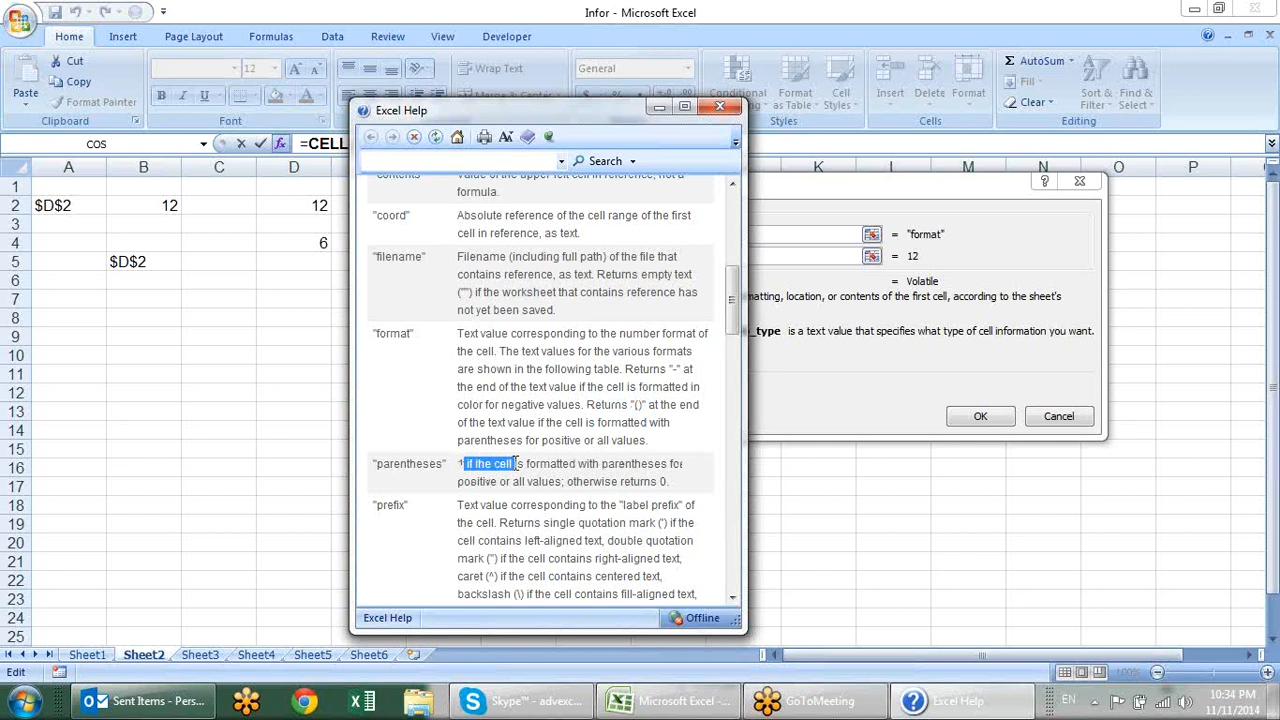 Infor - Microsoft Excel
Home Insert Page Layout Formulas Data Review View Developer
Cut
Copy
Format Painter
Paste
Clipboard
12
B I U
Wrap Text
General
Conditional Formatting
Format as Table
Cell Styles
Styles
Insert Delete Format
Cells
AutoSum
Fill
Clear
Sort & Filter
Find & Select
Editing
COS
=CELL
A B C D K L M N O P
1
2 $D$2 12 12
3
4 6
5 $D$2
6
7
8
9
10
11
12
13
14
15
16
17
18
19
20
21
22
23
24
25
Excel Help
Search
"contents" Value of the upper-left cell in reference; not a
formula.
"coord" Absolute reference of the cell range of the first
cell in reference, as text.
"filename" Filename (including full path) of the file that
contains reference, as text. Returns empty text
("") if the worksheet that contains reference has
not yet been saved.
"format" Text value corresponding to the number format of
the cell. The text values for the various formats
are shown in the following table. Returns "-" at
the end of the text value if the cell is formatted in
color for negative values. Returns "()" at the end
of the text value if the cell is formatted with
parentheses for positive or all values.
"parentheses" 1 if the cell is formatted with parentheses for
positive or all values; otherwise returns 0.
"prefix" Text value corresponding to the "label prefix" of
the cell. Returns single quotation mark (') if the
cell contains left-aligned text, double quotation
mark (") if the cell contains right-aligned text,
caret (^) if the cell contains centered text,
backslash (\) if the cell contains fill-aligned text,
Excel Help
Offline
= "format"
= 12
= Volatile
matting, location, or contents of the first cell, according to the sheet's
_type is a text value that specifies what type of cell information you want.
OK Cancel
Sheet1 Sheet2 Sheet3 Sheet4 Sheet5 Sheet6
Edit
100%
Sent Items - Pers...
Skype™ - advexc...
Microsoft Excel -...
GoToMeeting
Excel Help
EN
10:34 PM
11/11/2014